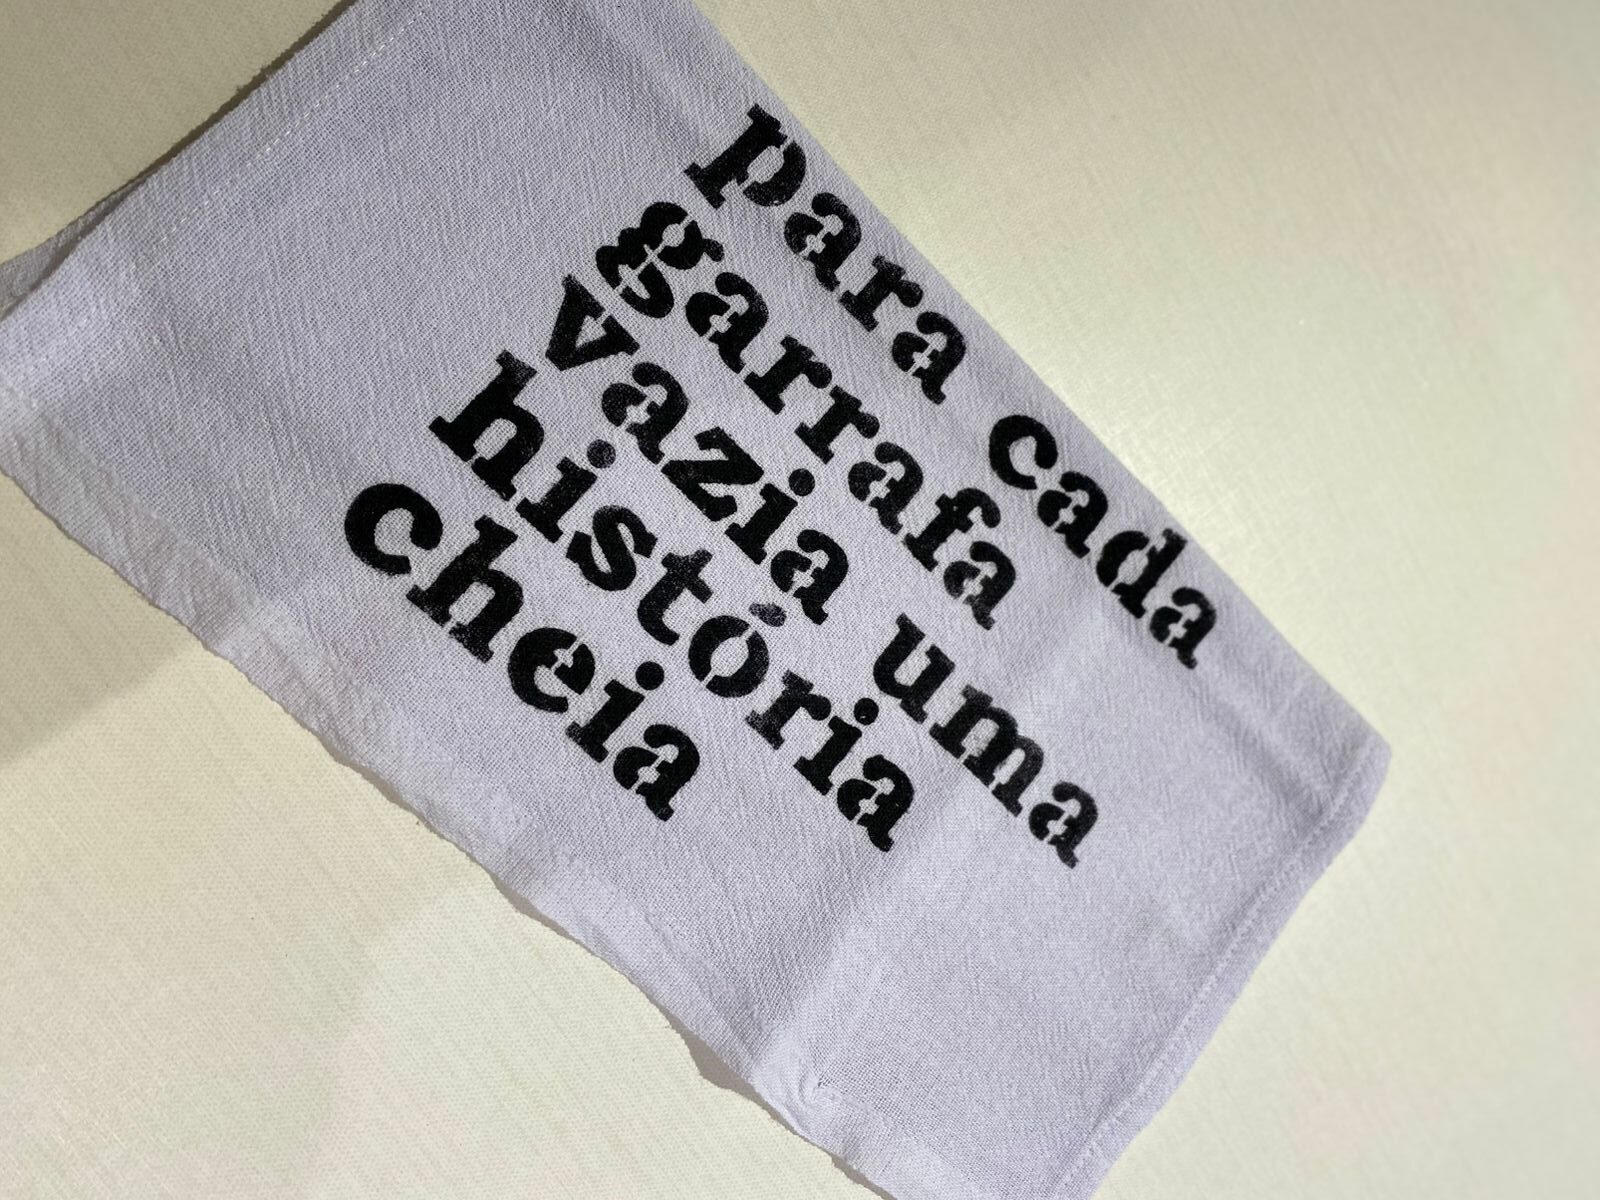 para cada
garrafa
vazia uma
história
cheia